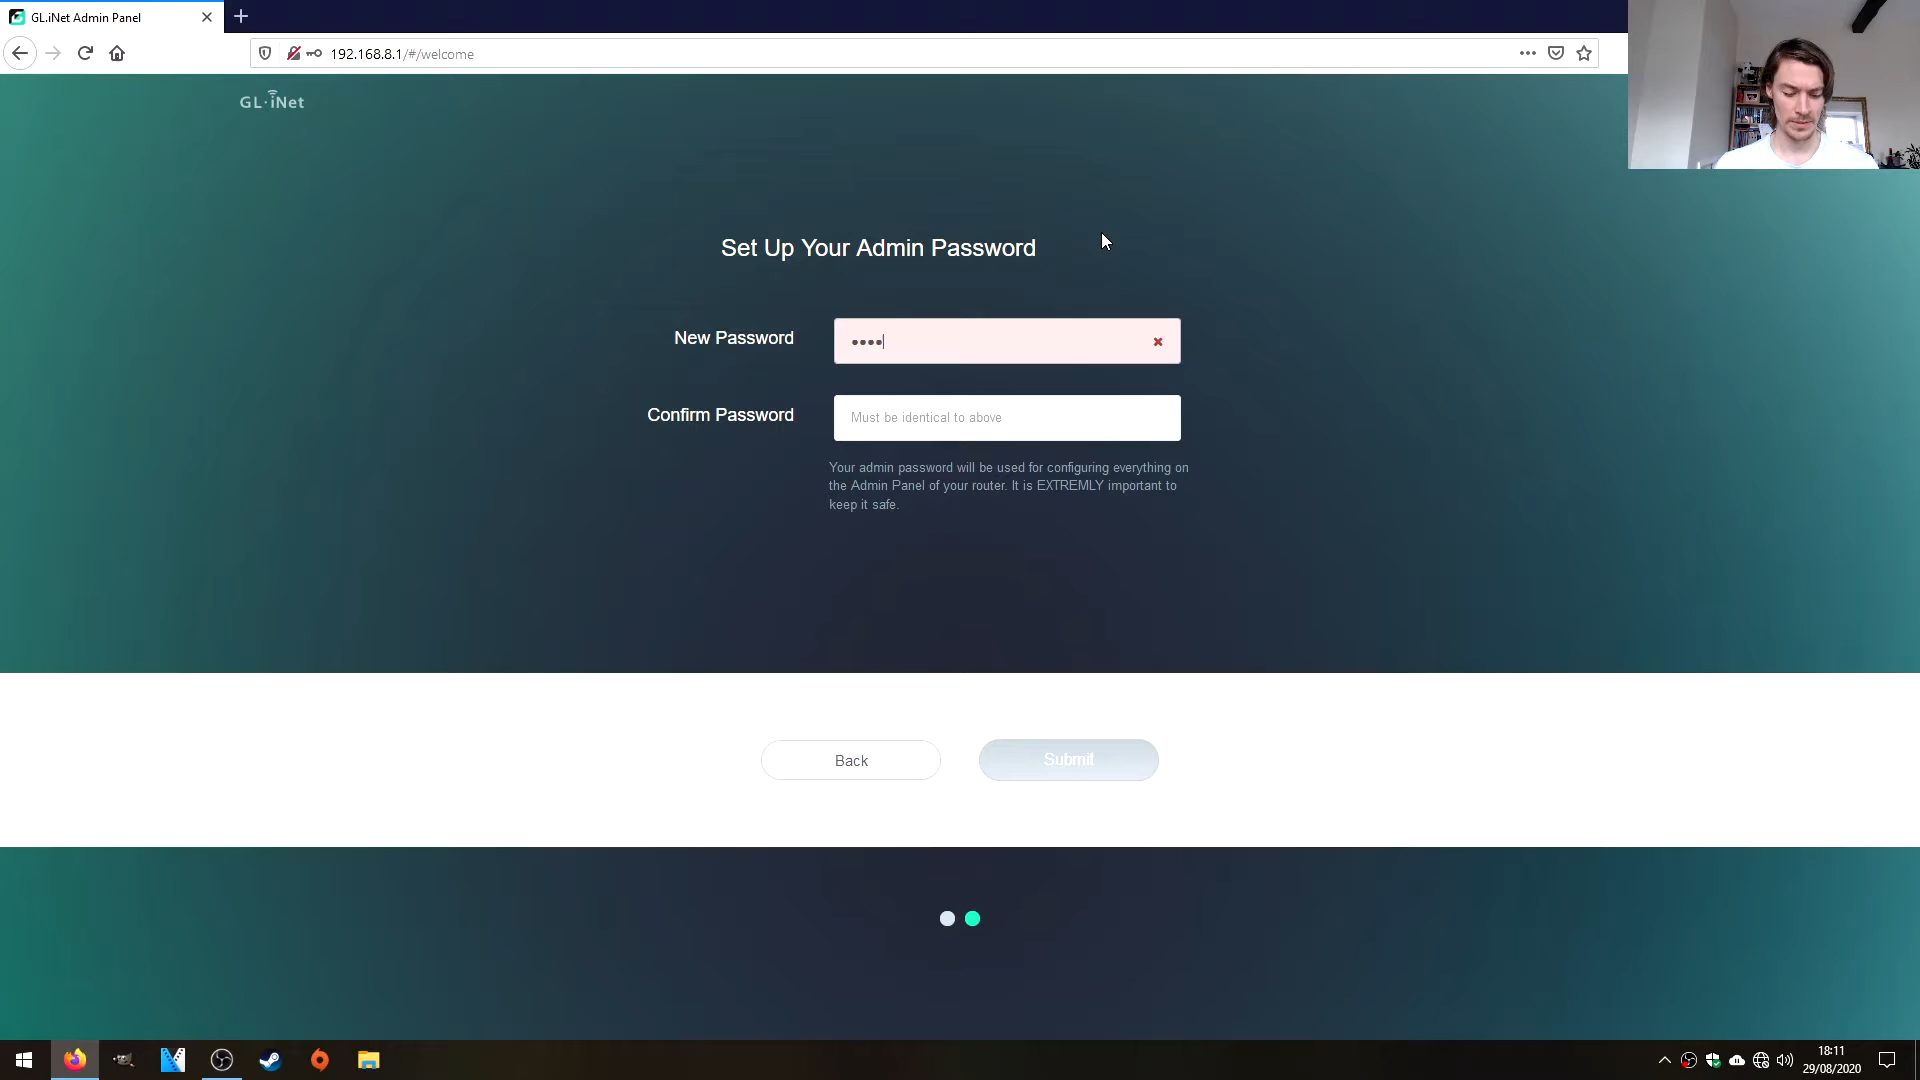 GL.iNet Admin Panel
192.168.8.1/#/welcome
GL·iNet
Set Up Your Admin Password
New Password
••••
Confirm Password
Must be identical to above
Your admin password will be used for configuring everything on
the Admin Panel of your router. It is EXTREMLY important to
keep it safe.
Back
Submit
18:11
29/08/2020